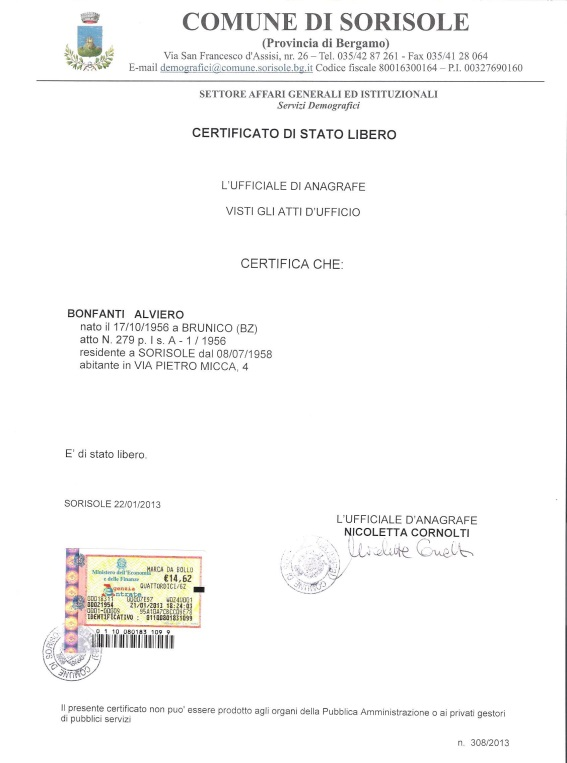 COMUNE DI SORISOLE
(Provincia di Bergamo)
Via San Francesco d'Assisi, nr. 26 – Tel. 035/42 87 261 - Fax 035/41 28 064
E-mail demografici@comune.sorisole.bg.it Codice fiscale 80016300164 – P.I. 00327690160
SETTORE AFFARI GENERALI ED ISTITUZIONALI
Servizi Demografici
CERTIFICATO DI STATO LIBERO
L'UFFICIALE DI ANAGRAFE
VISTI GLI ATTI D'UFFICIO
CERTIFICA CHE:
BONFANTI ALVIERO
nato il 17/10/1956 a BRUNICO (BZ)
atto N. 279 p. I s. A - 1 / 1956
residente a SORISOLE dal 08/07/1958
abitante in VIA PIETRO MICCA, 4
E' di stato libero.
SORISOLE 22/01/2013
L'UFFICIALE D'ANAGRAFE
NICOLETTA CORNOLTI
Nicoletta Cornolti
Ministero dell'Economia
e delle Finanze
MARCA DA BOLLO
€14,62
QUATTORDICI/62
Agenzia
Entrate
00021954 21/01/2013 18:24:03
IDENTIFICATIVO : 01100801831099
0 1 10 080183 109 9
COMUNE DI
Il presente certificato non puo' essere prodotto agli organi della Pubblica Amministrazione o ai privati gestori
di pubblici servizi
n. 308/2013